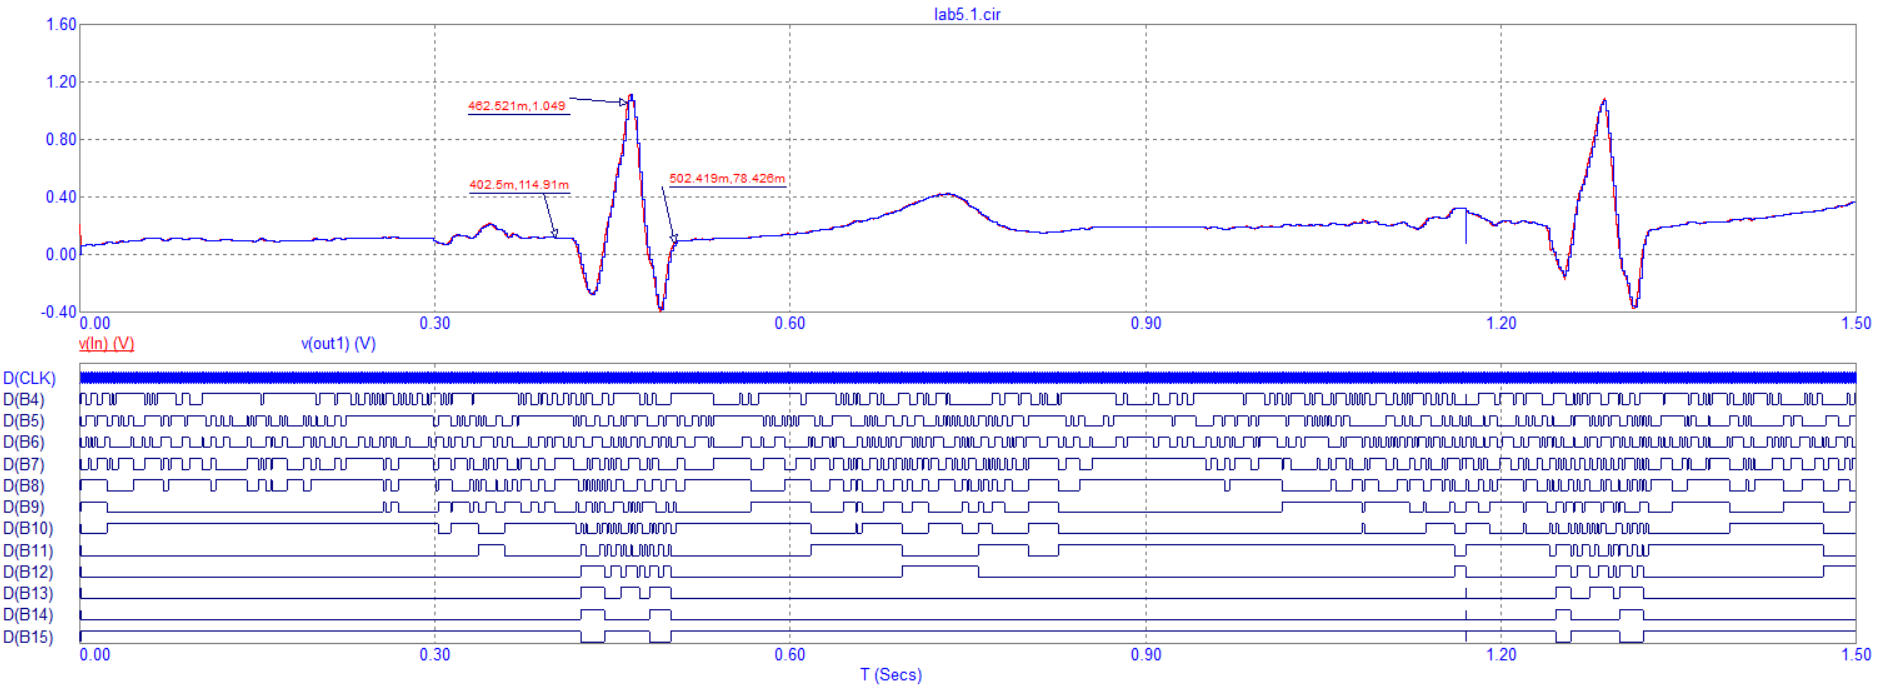 lab5.1.cir
1.60
1.20
0.80
0.40
0.00
-0.40
462.521m,1.049
402.5m,114.91m
502.419m,78.426m
0.00 0.30 0.60 0.90 1.20 1.50
v(In) (V) v(out1) (V)
D(CLK)
D(B4)
D(B5)
D(B6)
D(B7)
D(B8)
D(B9)
D(B10)
D(B11)
D(B12)
D(B13)
D(B14)
D(B15)
0.00 0.30 0.60 0.90 1.20 1.50
T (Secs)